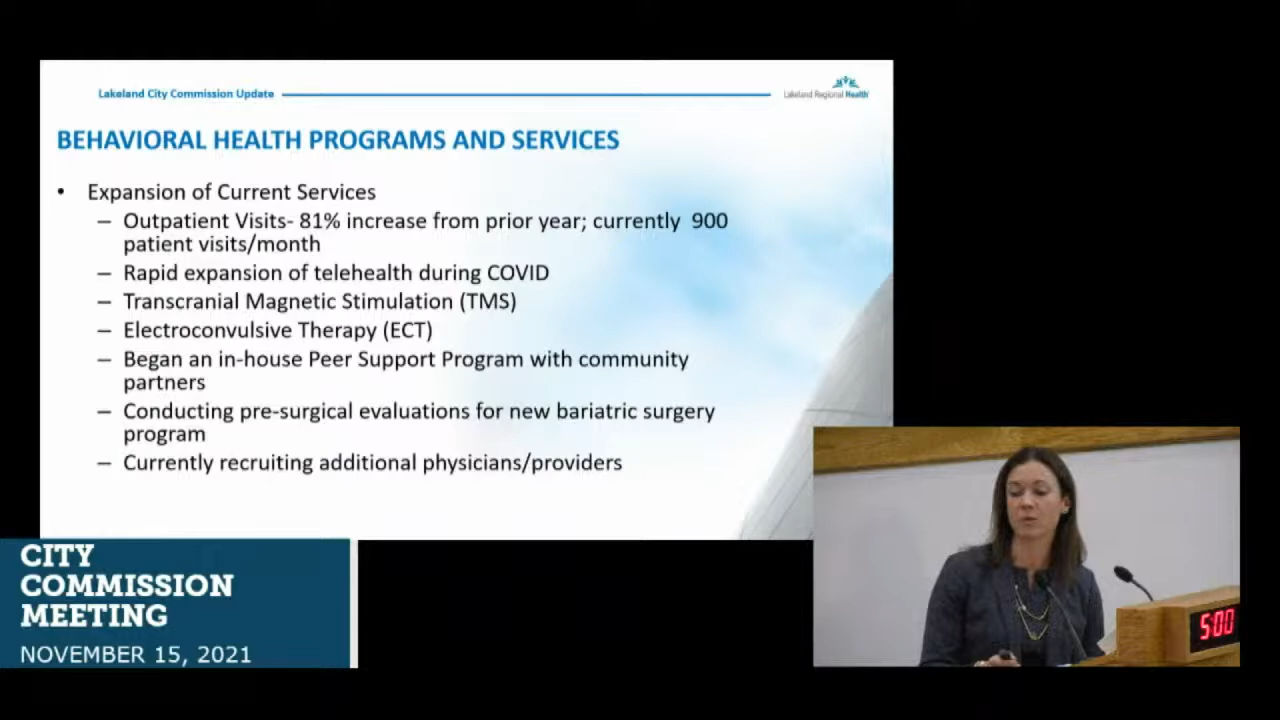 Lakeland City Commission Update
Lakeland Regional Health
BEHAVIORAL HEALTH PROGRAMS AND SERVICES
• Expansion of Current Services
– Outpatient Visits- 81% increase from prior year; currently 900
patient visits/month
– Rapid expansion of telehealth during COVID
– Transcranial Magnetic Stimulation (TMS)
– Electroconvulsive Therapy (ECT)
– Began an in-house Peer Support Program with community
partners
– Conducting pre-surgical evaluations for new bariatric surgery
program
– Currently recruiting additional physicians/providers
CITY
COMMISSION
MEETING
NOVEMBER 15, 2021
5:00